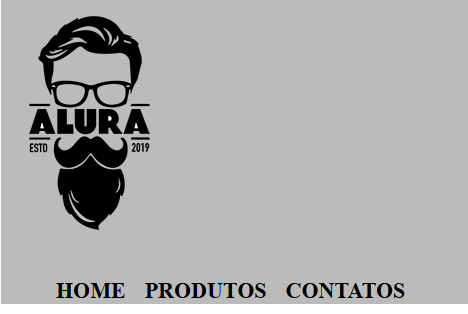 ALURA
ESTD 2019
HOME PRODUTOS CONTATOS